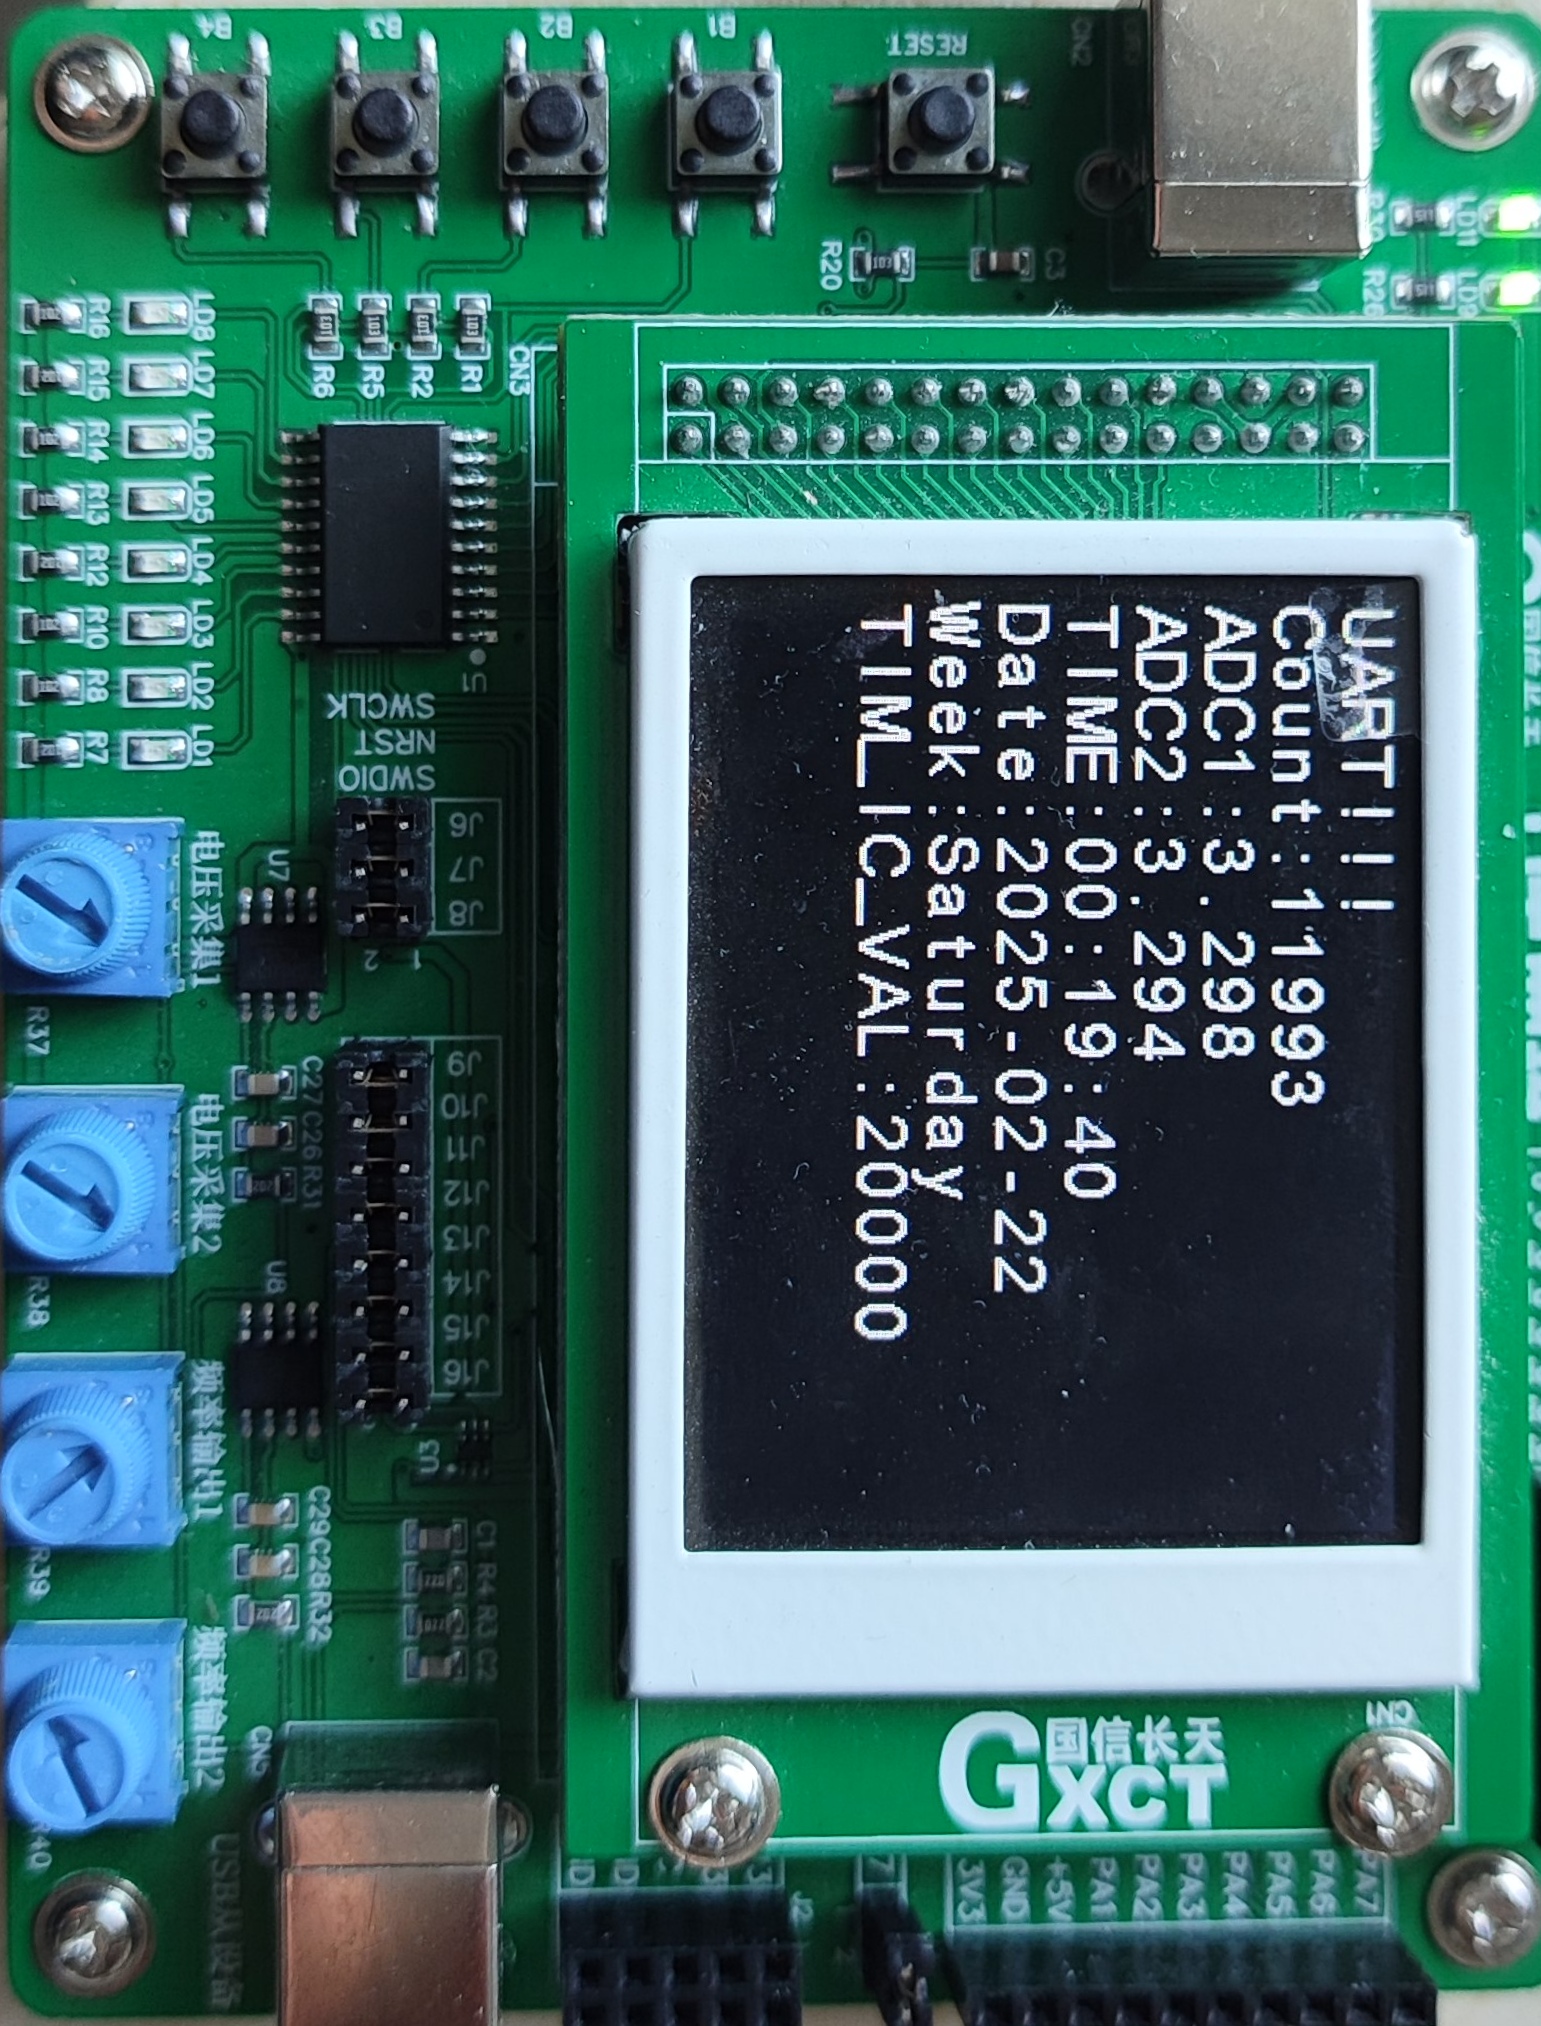 LD11 LD9
R30 R26
UART!!!
Count:11993
ADC1:3.298
ADC2:3.294
TIME:00:19:40
Date:2025-02-22
Week:Saturday
TIM_IC_VAL:20000
CN1
国信长天
GXCT
PA7
PA6
PA5
PA4
PA3
PA2
PA1
+5V
GND
3V3
J2
CN2
C3
RESET
R20
B1
B2
B3
B4
CN3
R1
R2
R5
R6
U1
SWDIO
NRST
SWCLK
J6 J7 J8
1 2
J9 J10 J11 J12 J13 J14 J15 J16
U3
C1 R4 R3 C2
U7
C27 C26 R31
U8
C29 C28 R32
CN5
USB从设备
LD8 LD7 LD6 LD5 LD4 LD3 LD2 LD1
R16 R15 R14 R13 R12 R10 R8 R7
电压采集1 电压采集2 频率输出1 频率输出2
R37 R38 R39 R40